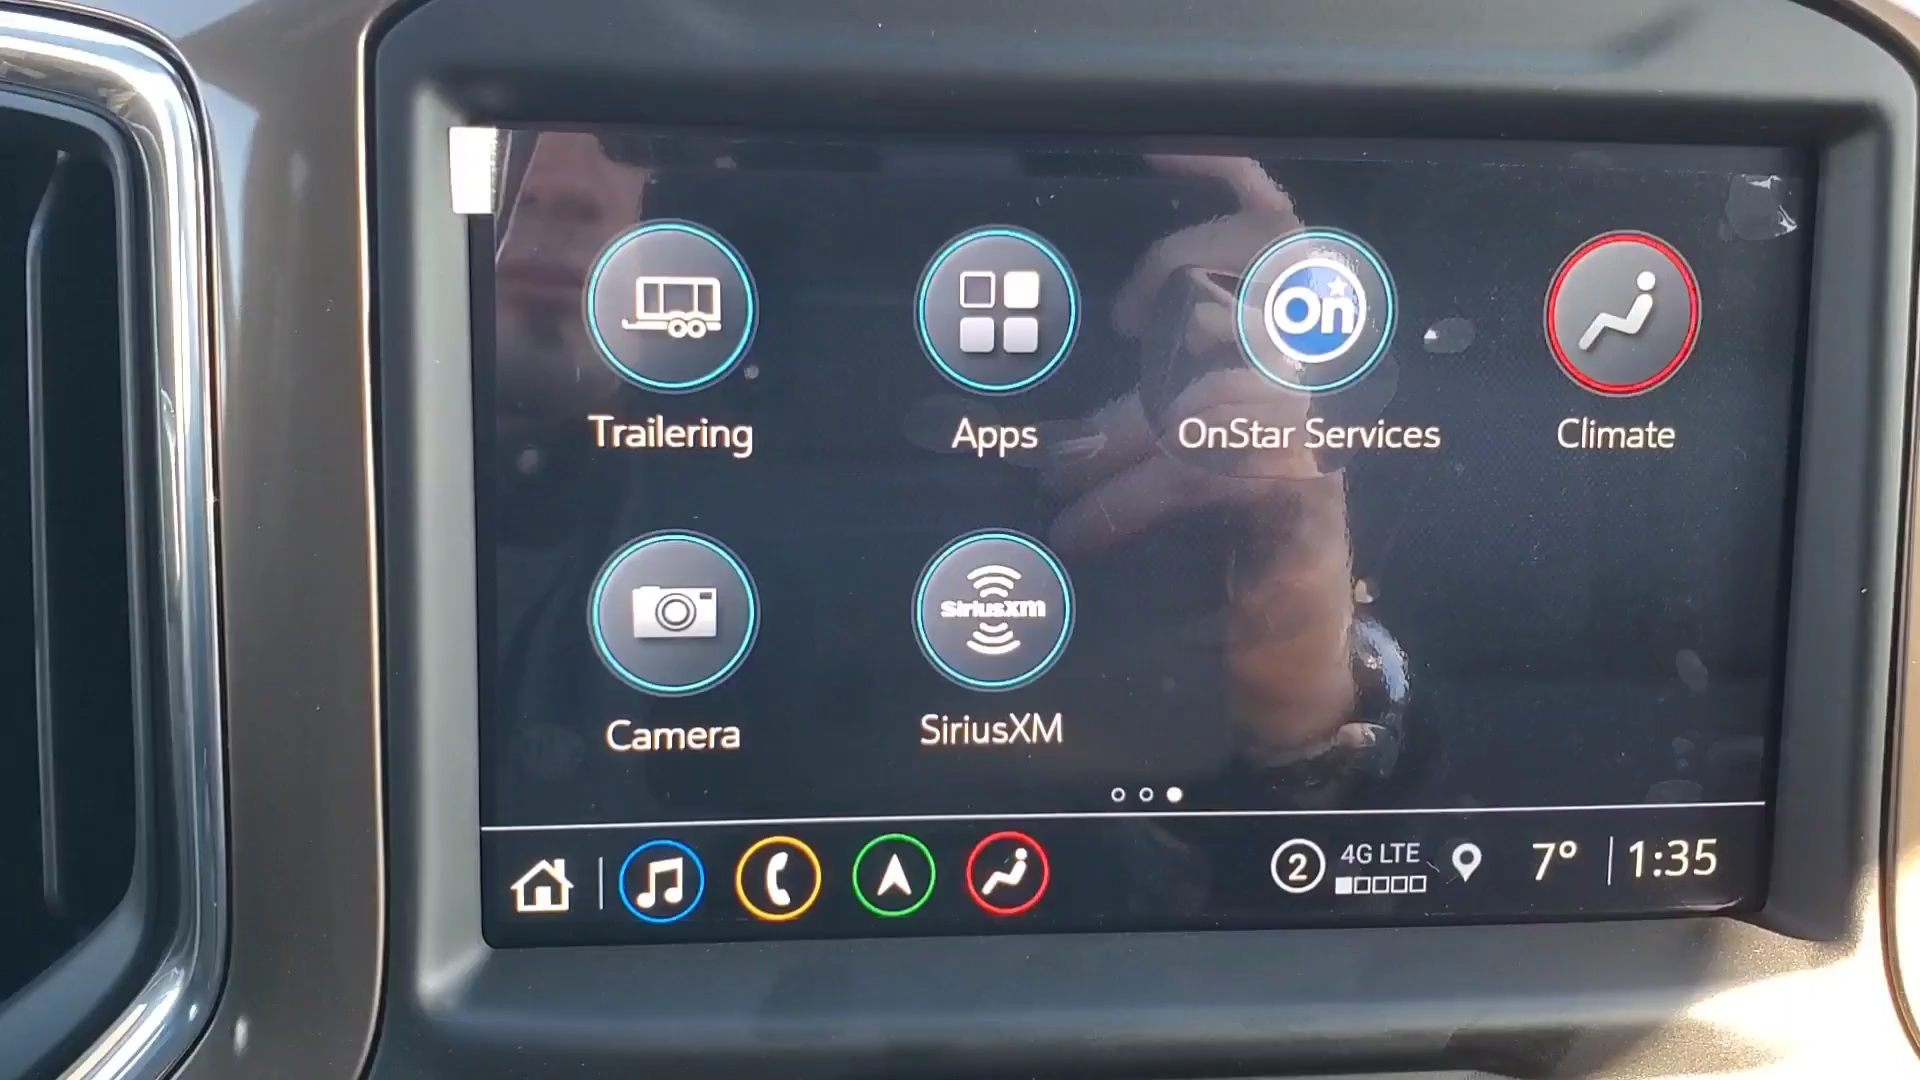 On
Trailering
Apps
OnStar Services
Climate
SiriusXM
Camera
SiriusXM
2
4G LTE
7°
1:35